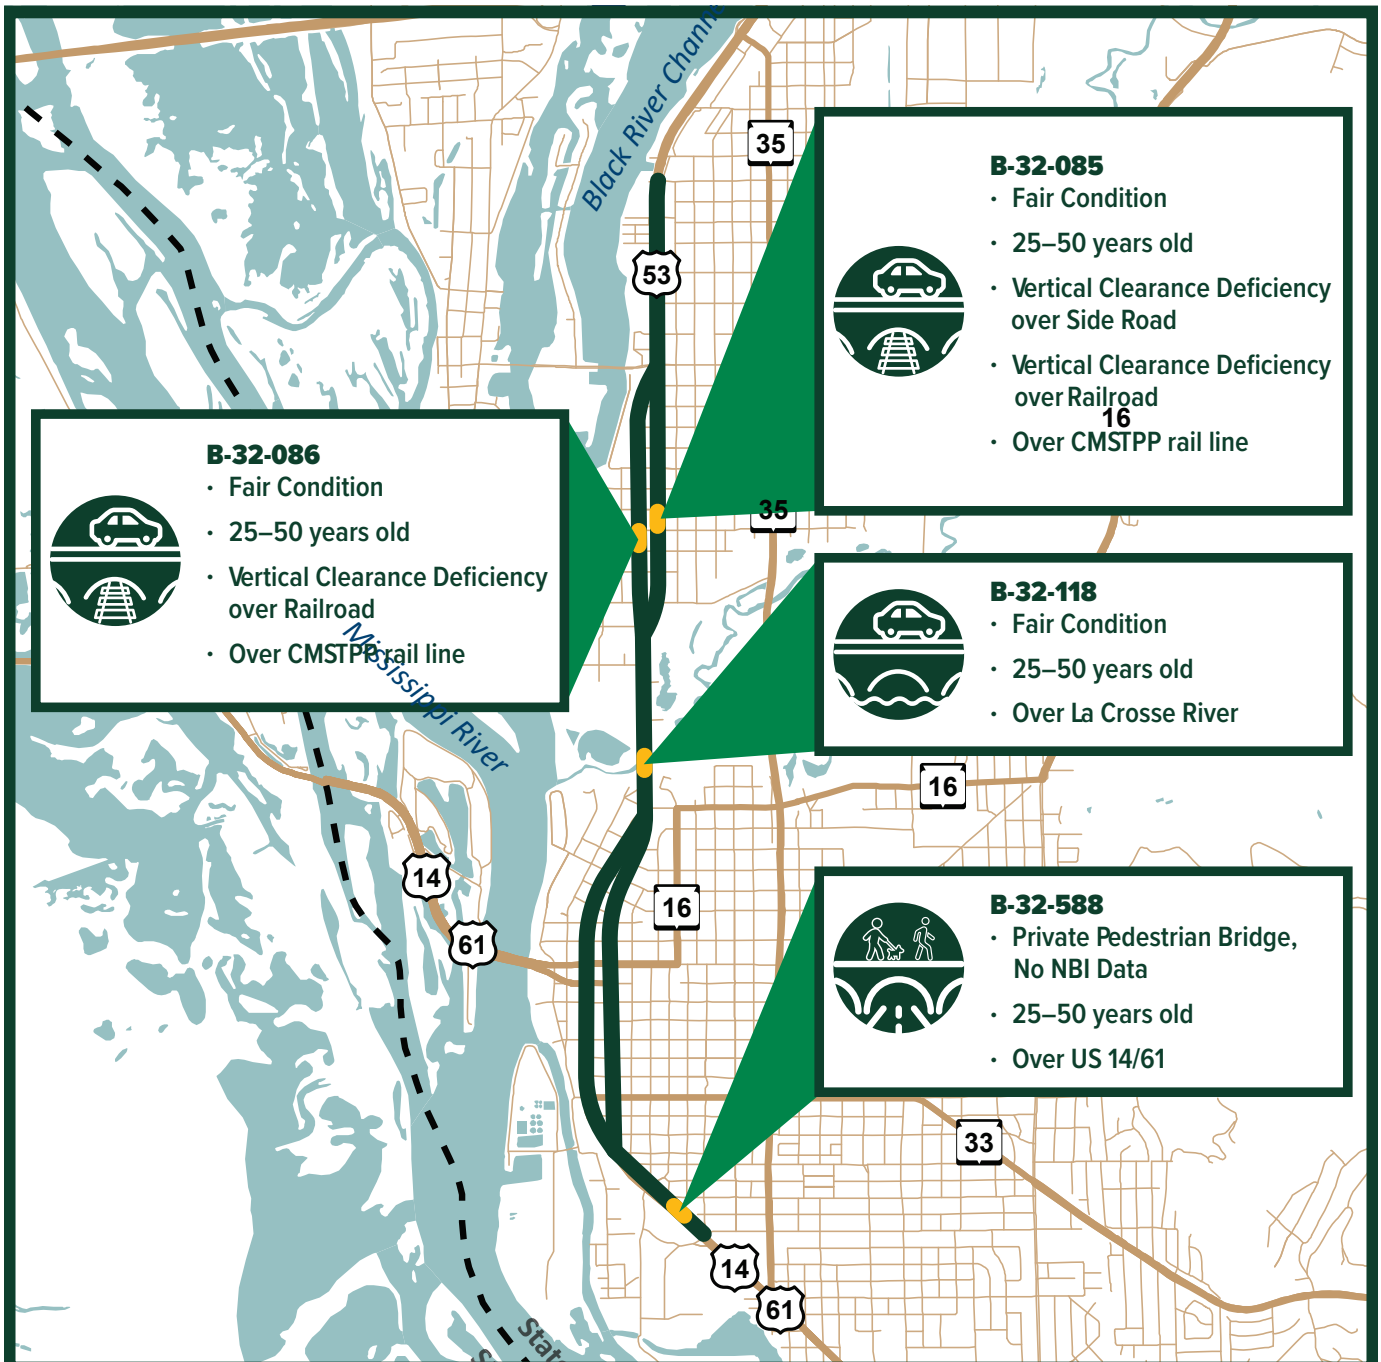 Black River Chann
35
53
B-32-085
· Fair Condition
· 25–50 years old
· Vertical Clearance Deficiency
over Side Road
· Vertical Clearance Deficiency
over Railroad
16
· Over CMSTPP rail line
B-32-086
· Fair Condition
· 25–50 years old
· Vertical Clearance Deficiency
over Railroad
· Over CMSTPP rail line
35
Mississippi River
B-32-118
· Fair Condition
· 25–50 years old
· Over La Crosse River
16
14
16
61
B-32-588
· Private Pedestrian Bridge,
No NBI Data
· 25–50 years old
· Over US 14/61
33
14
61
State